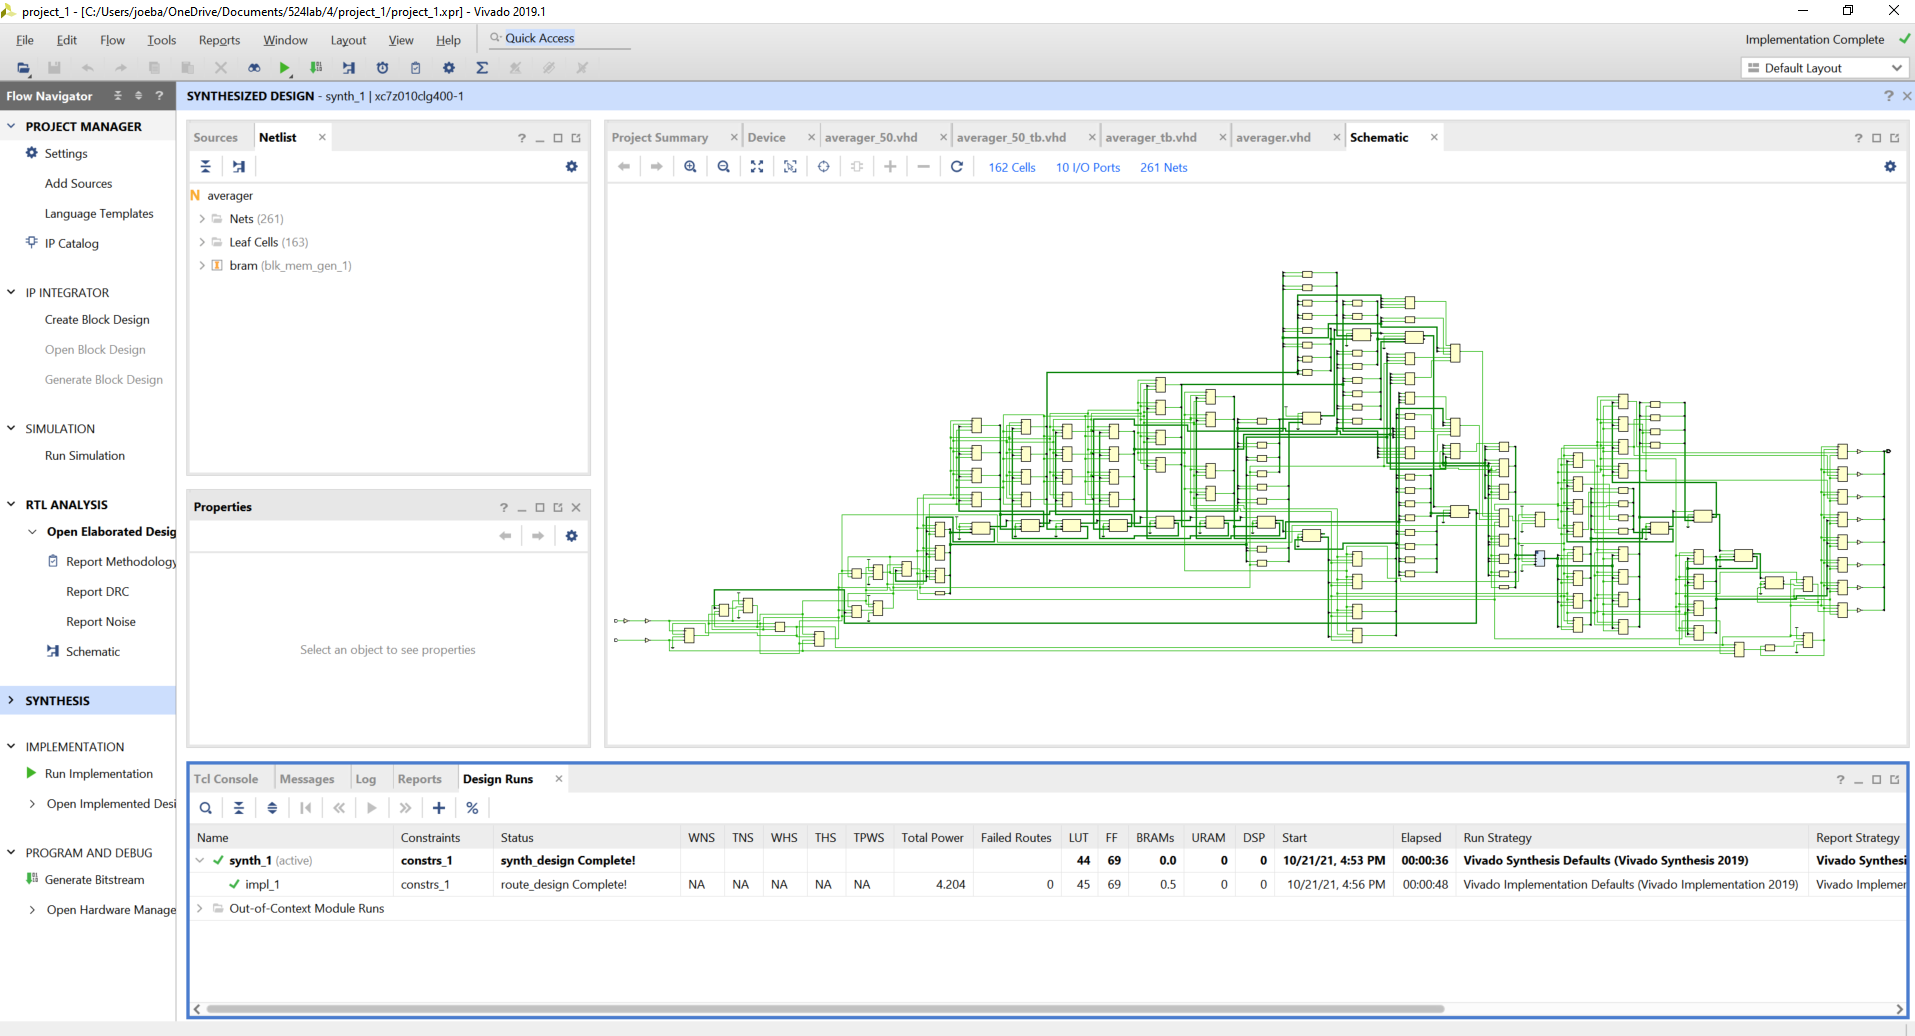 project_1 - [C:/Users/joeba/OneDrive/Documents/524lab/4/project_1/project_1.xpr] - Vivado 2019.1
File Edit Flow Tools Reports Window Layout View Help Quick Access
Implementation Complete
Default Layout
Flow Navigator
SYNTHESIZED DESIGN - synth_1 | xc7z010clg400-1
PROJECT MANAGER
Settings
Add Sources
Language Templates
IP Catalog
IP INTEGRATOR
Create Block Design
Open Block Design
Generate Block Design
SIMULATION
Run Simulation
RTL ANALYSIS
Open Elaborated Desig
Report Methodology
Report DRC
Report Noise
Schematic
SYNTHESIS
IMPLEMENTATION
Run Implementation
Open Implemented Desi
PROGRAM AND DEBUG
Generate Bitstream
Open Hardware Manage
Sources Netlist
N averager
Nets (261)
Leaf Cells (163)
bram (blk_mem_gen_1)
Properties
Select an object to see properties
Project Summary Device averager_50.vhd averager_50_tb.vhd averager_tb.vhd averager.vhd Schematic
162 Cells 10 I/O Ports 261 Nets
Tcl Console Messages Log Reports Design Runs
Name Constraints Status WNS TNS WHS THS TPWS Total Power Failed Routes LUT FF BRAMs URAM DSP Start Elapsed Run Strategy Report Strategy
synth_1 (active) constrs_1 synth_design Complete! 44 69 0.0 0 0 10/21/21, 4:53 PM 00:00:36 Vivado Synthesis Defaults (Vivado Synthesis 2019) Vivado Synthesi
impl_1 constrs_1 route_design Complete! NA NA NA NA NA 4.204 0 45 69 0.5 0 0 10/21/21, 4:56 PM 00:00:48 Vivado Implementation Defaults (Vivado Implementation 2019) Vivado Implemer
Out-of-Context Module Runs